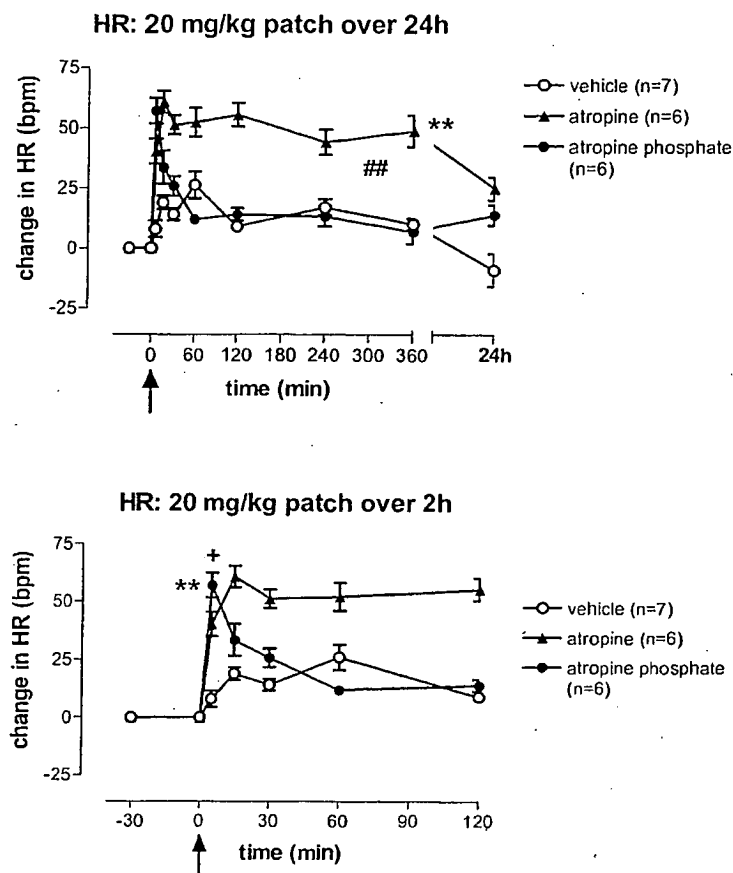 HR: 20 mg/kg patch over 24h
75
50
25
0
-25
change in HR (bpm)
**
##
vehicle (n=7)
atropine (n=6)
atropine phosphate
(n=6)
0 60 120 180 240 300 360 24h
time (min)
HR: 20 mg/kg patch over 2h
75
50
25
0
-25
change in HR (bpm)
+
**
vehicle (n=7)
atropine (n=6)
atropine phosphate
(n=6)
-30 0 30 60 90 120
time (min)